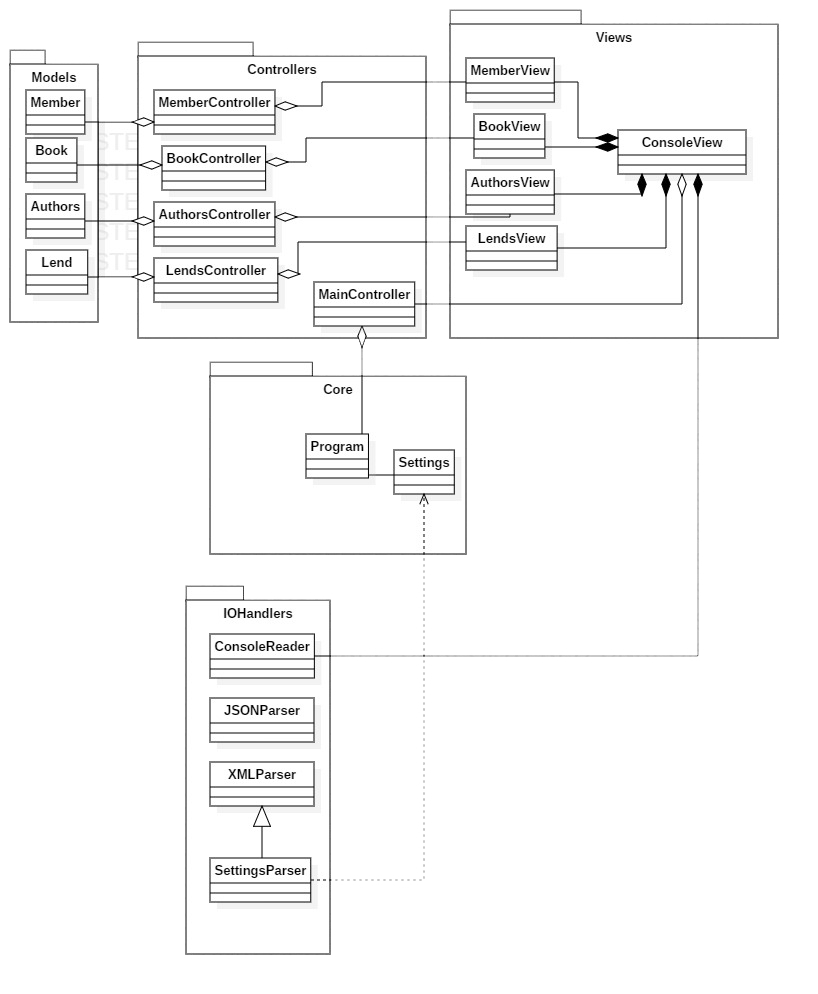 Models
Member
Book
Authors
Lend
Controllers
MemberController
BookController
AuthorsController
LendsController
MainController
Views
MemberView
BookView
AuthorsView
LendsView
ConsoleView
Core
Program
Settings
IOHandlers
ConsoleReader
JSONParser
XMLParser
SettingsParser